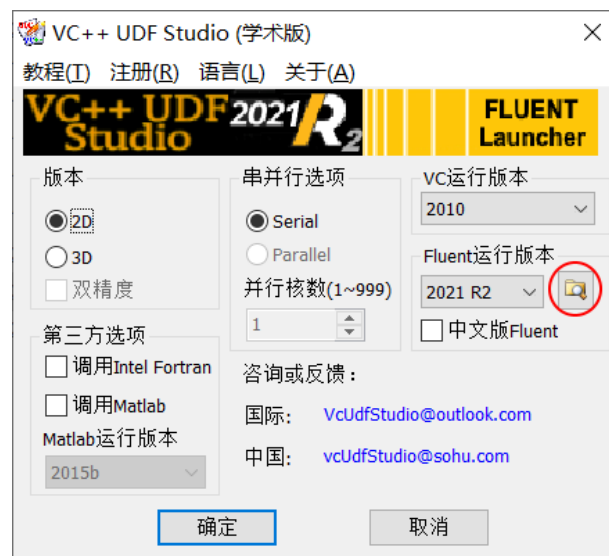 VC++ UDF Studio (学术版)
教程(T) 注册(R) 语言(L) 关于(A)
VC++ UDF Studio 2021 R2
FLUENT Launcher
版本
2D
3D
双精度
串并行选项
Serial
Parallel
并行核数(1~999)
1
VC运行版本
2010
Fluent运行版本
2021 R2
中文版Fluent
第三方选项
调用Intel Fortran
调用Matlab
Matlab运行版本
2015b
咨询或反馈：
国际: VcUdfStudio@outlook.com
中国: vcUdfStudio@sohu.com
确定 取消